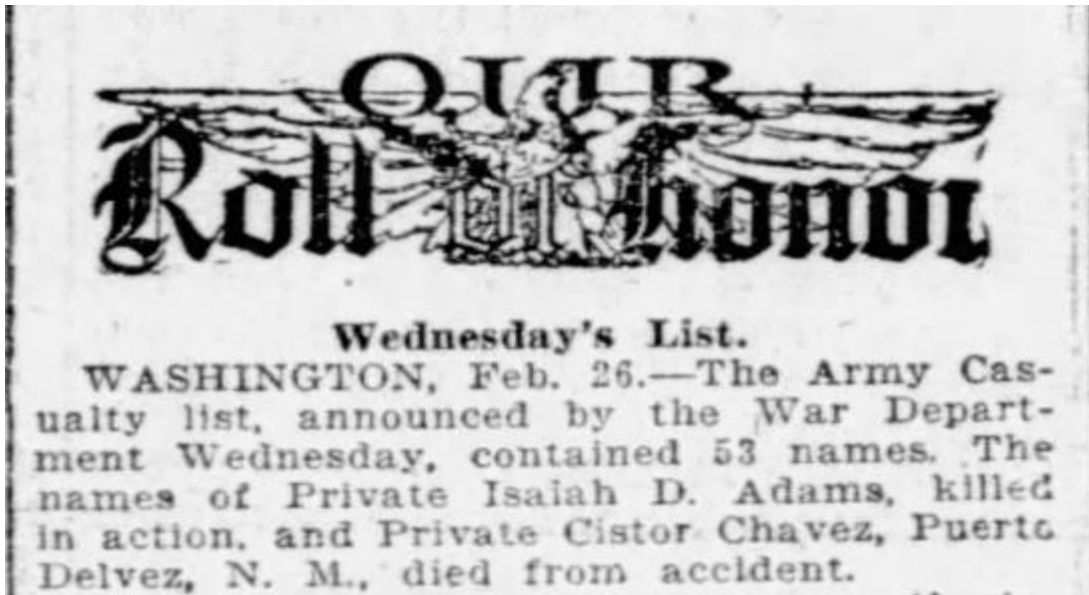 OUR
Roll of Honor
Wednesday's List.
WASHINGTON, Feb. 26.—The Army Cas-
ualty list, announced by the War Depart-
ment Wednesday, contained 53 names. The
names of Private Isaiah D. Adams, killed
in action, and Private Cistor Chavez, Puerto
Delvez, N. M., died from accident.